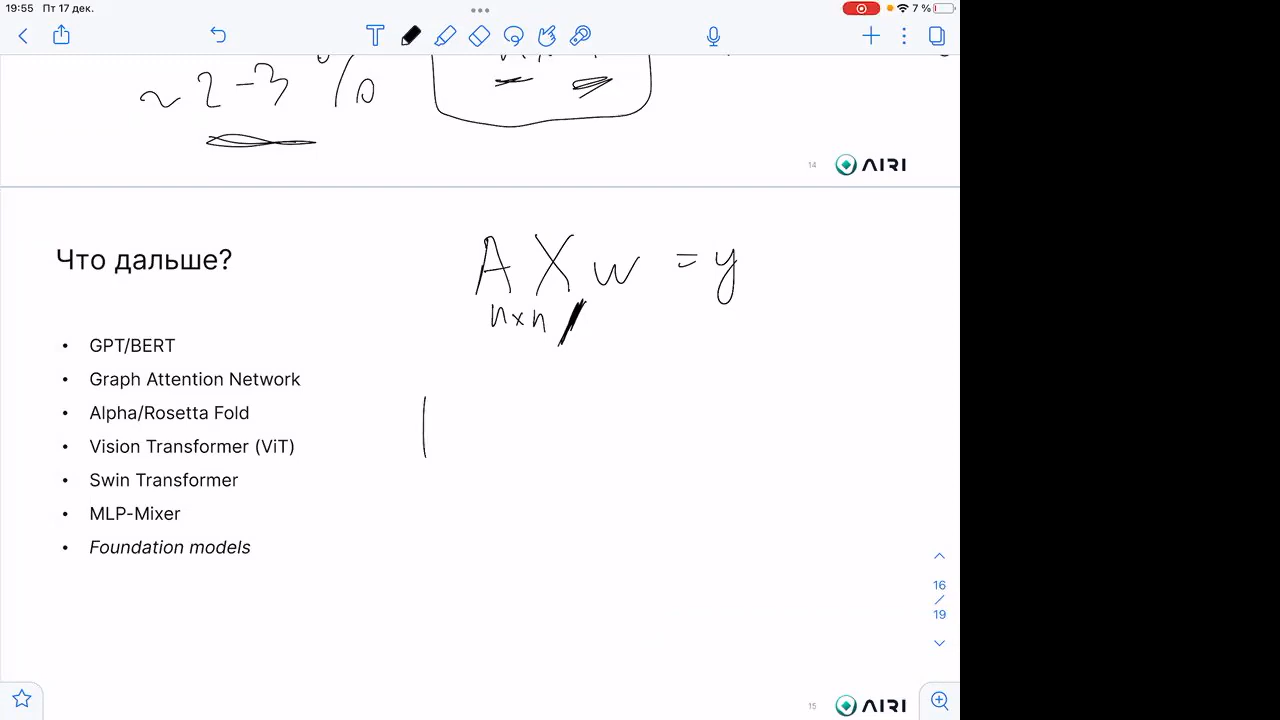 19:55 Пт 17 дек. 7 %
~ 2-3 %
14 AIRI
Что дальше?
A X w = y
n×n
• GPT/BERT
• Graph Attention Network
• Alpha/Rosetta Fold
• Vision Transformer (ViT)
• Swin Transformer
• MLP-Mixer
• Foundation models
16
/
19
15 AIRI